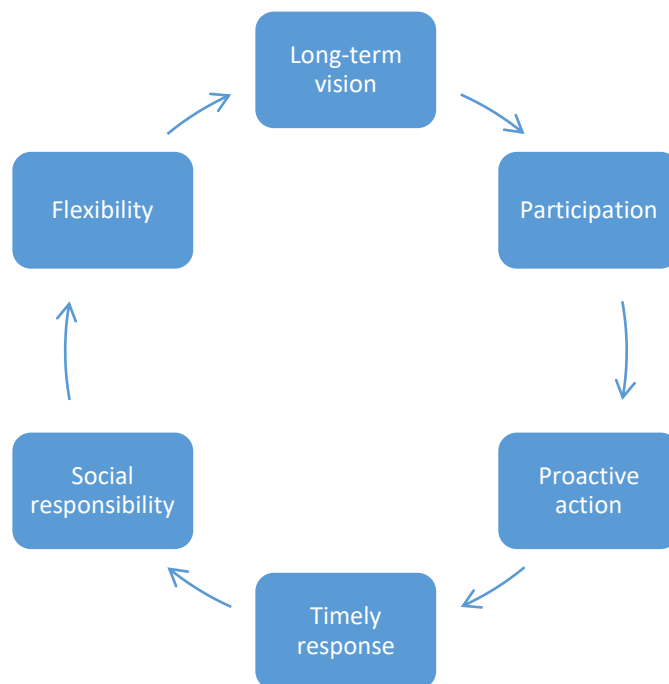 Long-term
vision
Participation
Proactive
action
Timely
response
Social
responsibility
Flexibility